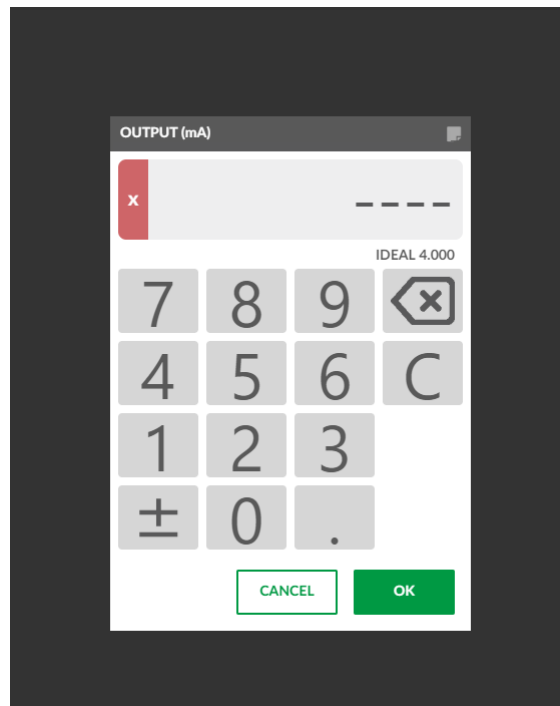 OUTPUT (mA)
x
----
IDEAL 4.000
7 8 9
4 5 6 C
1 2 3
± 0 .
CANCEL OK